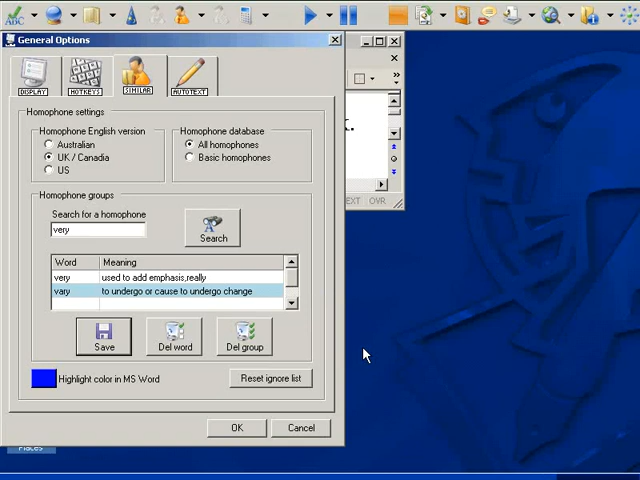 ABC
General Options
DISPLAY HOTKEYS SIMILAR AUTOTEXT
Homophone settings
Homophone English version
Australian
UK / Canadia
US
Homophone database
All homophones
Basic homophones
Homophone groups
Search for a homophone
very
Search
Word Meaning
very used to add emphasis,really
vary to undergo or cause to undergo change
Save Del word Del group
Highlight color in MS Word
Reset ignore list
OK Cancel
k.
EXT OVR
Places